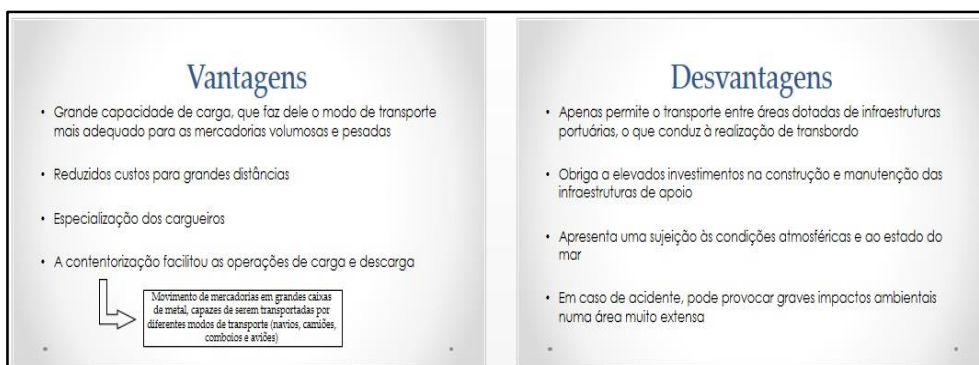 Vantagens
• Grande capacidade de carga, que faz dele o modo de transporte
mais adequado para as mercadorias volumosas e pesadas
• Reduzidos custos para grandes distâncias
• Especialização dos cargueiros
• A contentorização facilitou as operações de carga e descarga
Movimento de mercadorias em grandes caixas
de metal, capazes de serem transportadas por
diferentes modos de transporte (navios, camiões,
comboios e aviões)
Desvantagens
• Apenas permite o transporte entre áreas dotadas de infraestruturas
portuárias, o que conduz à realização de transbordo
• Obriga a elevados investimentos na construção e manutenção das
infraestruturas de apoio
• Apresenta uma sujeição às condições atmosféricas e ao estado do
mar
• Em caso de acidente, pode provocar graves impactos ambientais
numa área muito extensa